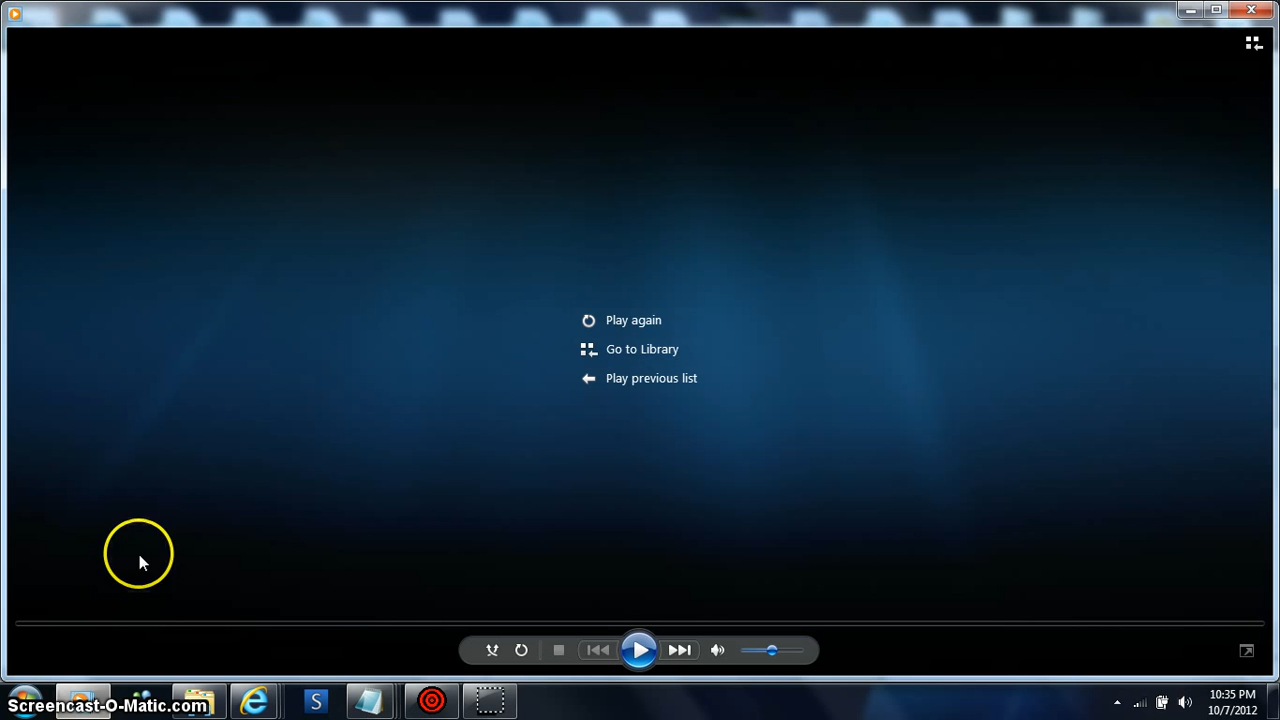 Play again
Go to Library
Play previous list
S
10:35 PM
10/7/2012
Screencast-O-Matic.com